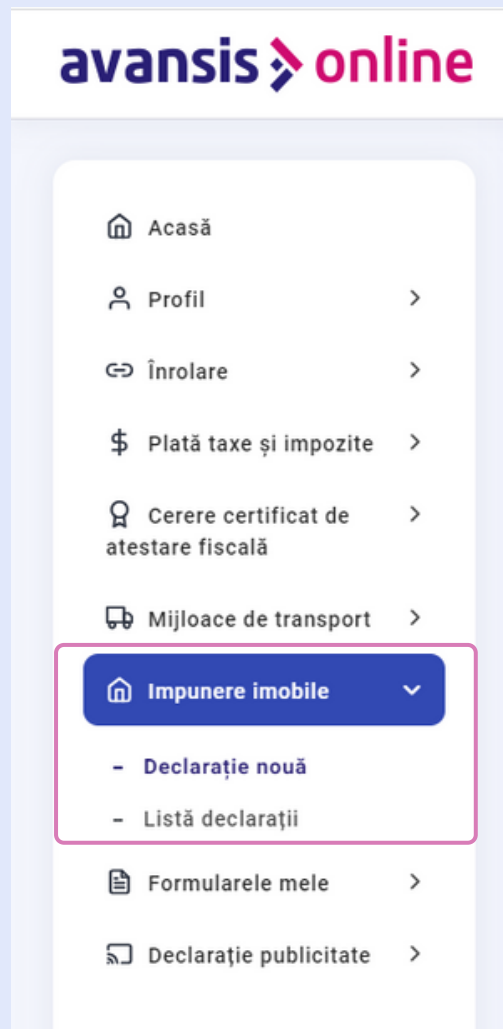 avansis online
Acasă
Profil
Înrolare
Plată taxe și impozite
Cerere certificat de
atestare fiscală
Mijloace de transport
Impunere imobile
- Declarație nouă
- Listă declarații
Formularele mele
Declarație publicitate